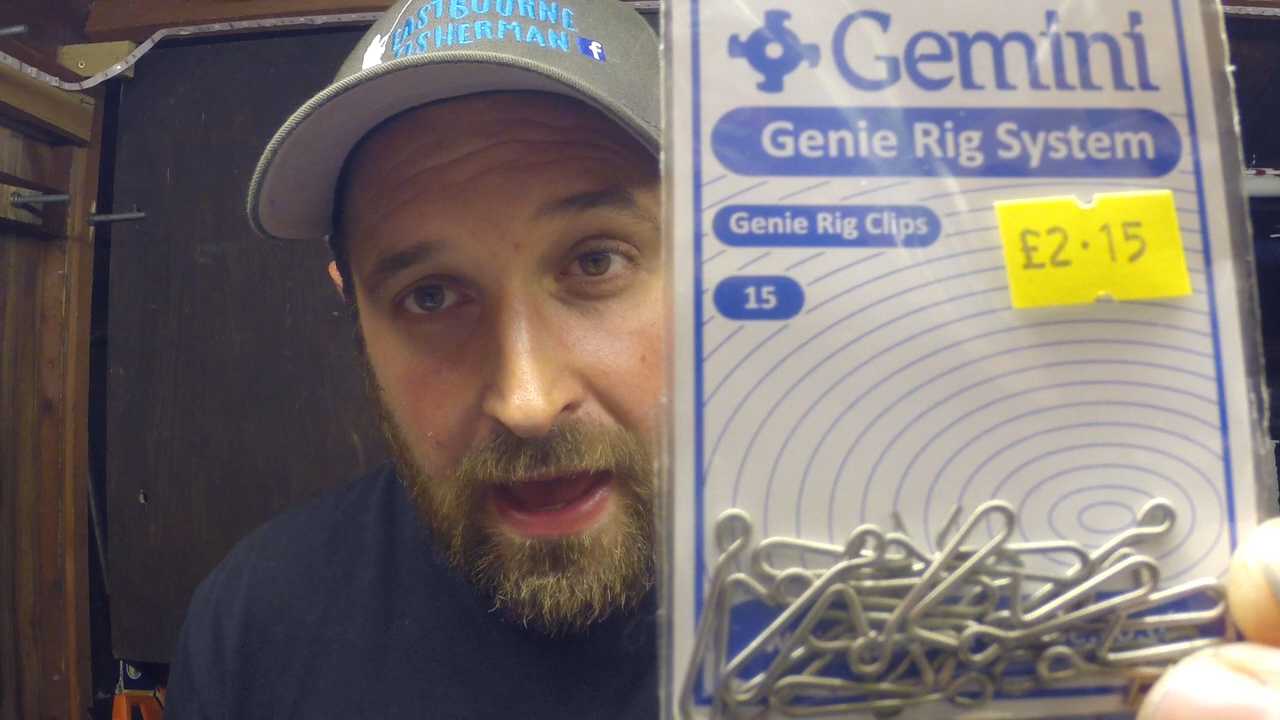 EASTBOURNE
FISHERMAN f
Gemini
Genie Rig System
Genie Rig Clips
£2.15
15